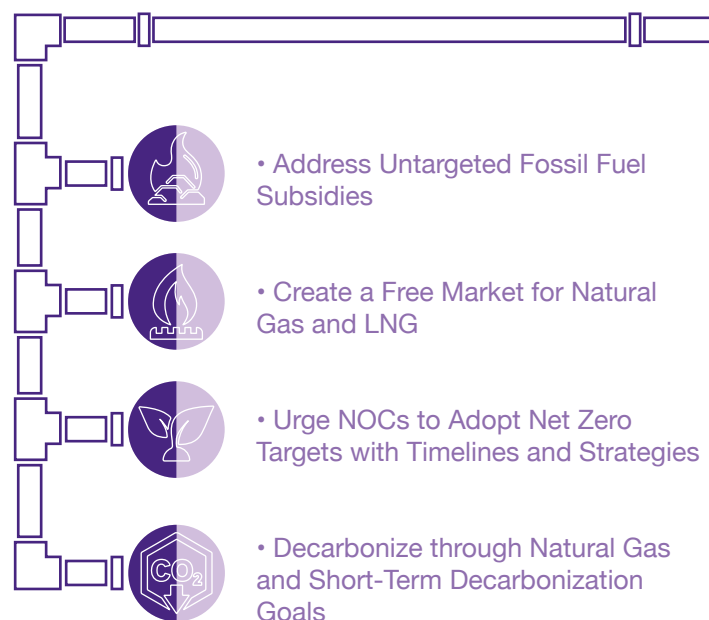 • Address Untargeted Fossil Fuel
Subsidies
• Create a Free Market for Natural
Gas and LNG
• Urge NOCs to Adopt Net Zero
Targets with Timelines and Strategies
CO₂
• Decarbonize through Natural Gas
and Short-Term Decarbonization
Goals